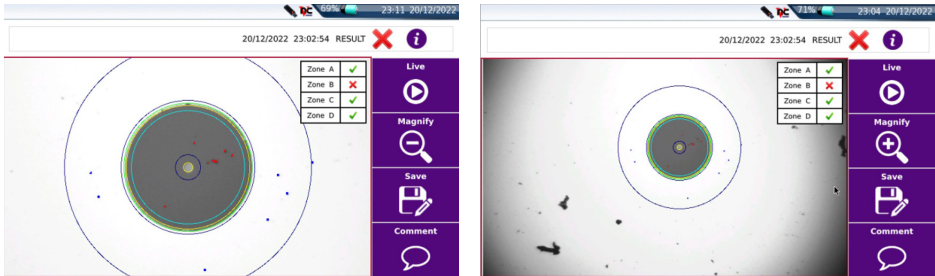 DC 69% 23:11 20/12/2022
20/12/2022 23:02:54 RESULT
Zone A
Zone B
Zone C
Zone D
Live
Magnify
Save
Comment
DC 71% 23:04 20/12/2022
20/12/2022 23:02:54 RESULT
Zone A
Zone B
Zone C
Zone D
Live
Magnify
Save
Comment